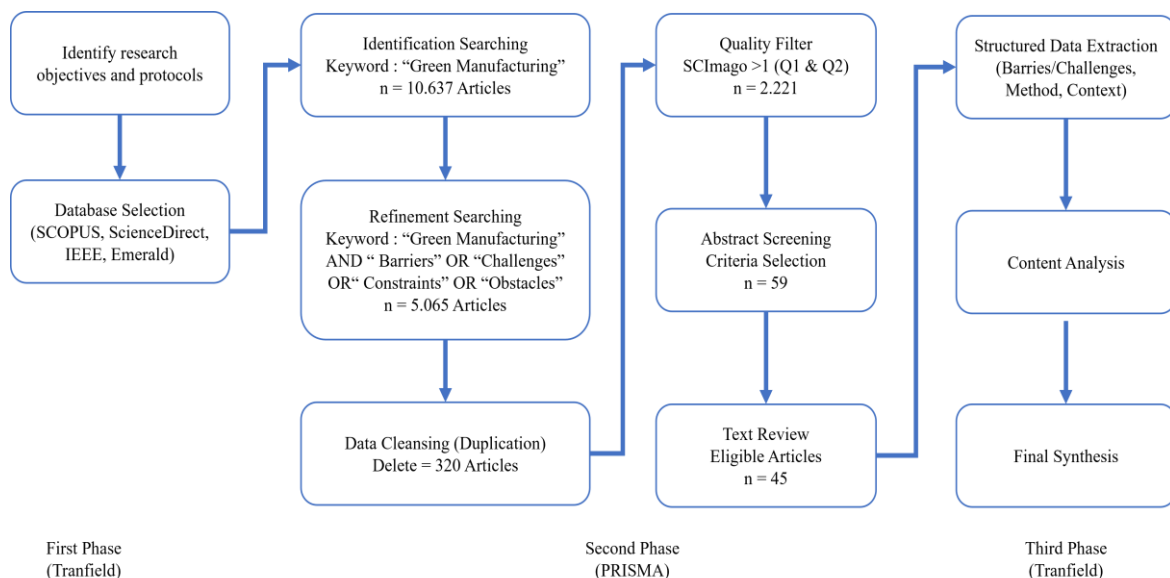 Identify research
objectives and protocols
Database Selection
(SCOPUS, ScienceDirect,
IEEE, Emerald)
Identification Searching
Keyword : “Green Manufacturing”
n = 10.637 Articles
Refinement Searching
Keyword : “Green Manufacturing”
AND “ Barriers” OR “Challenges”
OR“ Constraints” OR “Obstacles”
n = 5.065 Articles
Data Cleansing (Duplication)
Delete = 320 Articles
Quality Filter
SCImago >1 (Q1 & Q2)
n = 2.221
Abstract Screening
Criteria Selection
n = 59
Text Review
Eligible Articles
n = 45
Structured Data Extraction
(Barries/Challenges,
Method, Context)
Content Analysis
Final Synthesis
First Phase
(Tranfield)
Second Phase
(PRISMA)
Third Phase
(Tranfield)